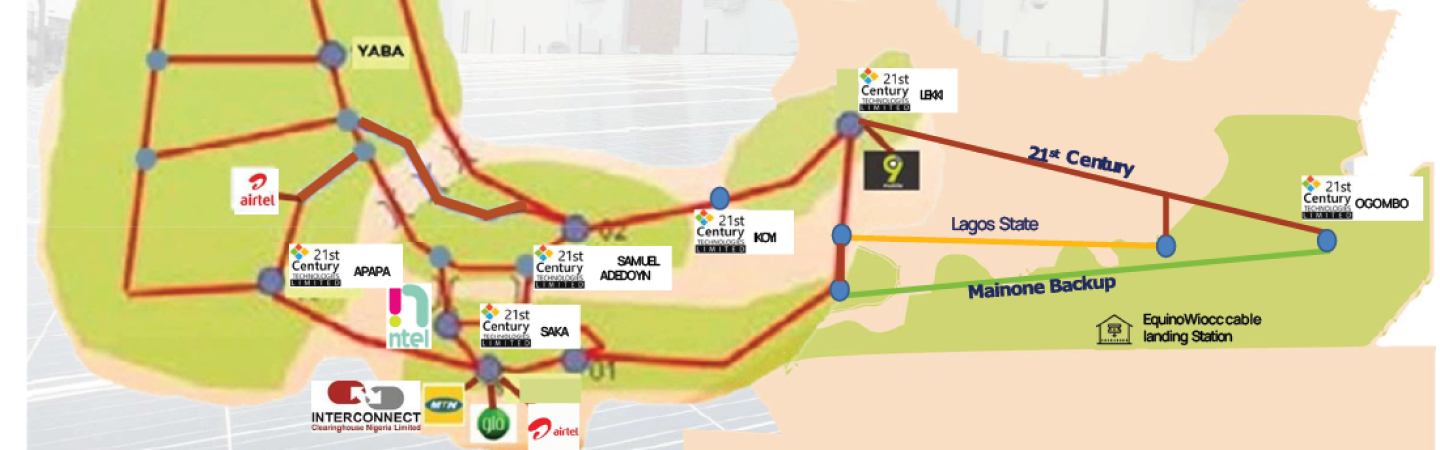 YABA
21st
Century
TECHNOLOGIES
LIMITED
LEKKI
9
mobile
21st Century
21st
Century
TECHNOLOGIES
LIMITED
OGOMBO
airtel
02
21st
Century
TECHNOLOGIES
LIMITED
IKOYI
Lagos State
21st
Century
TECHNOLOGIES
LIMITED
APAPA
21st
Century
TECHNOLOGIES
LIMITED
SAMUEL
ADEDOYN
Mainone Backup
ntel
21st
Century
TECHNOLOGIES
LIMITED
SAKA
EquinoWiocc cable
landing Station
01
INTERCONNECT
Clearinghouse Nigeria Limited
MTN
glo
airtel